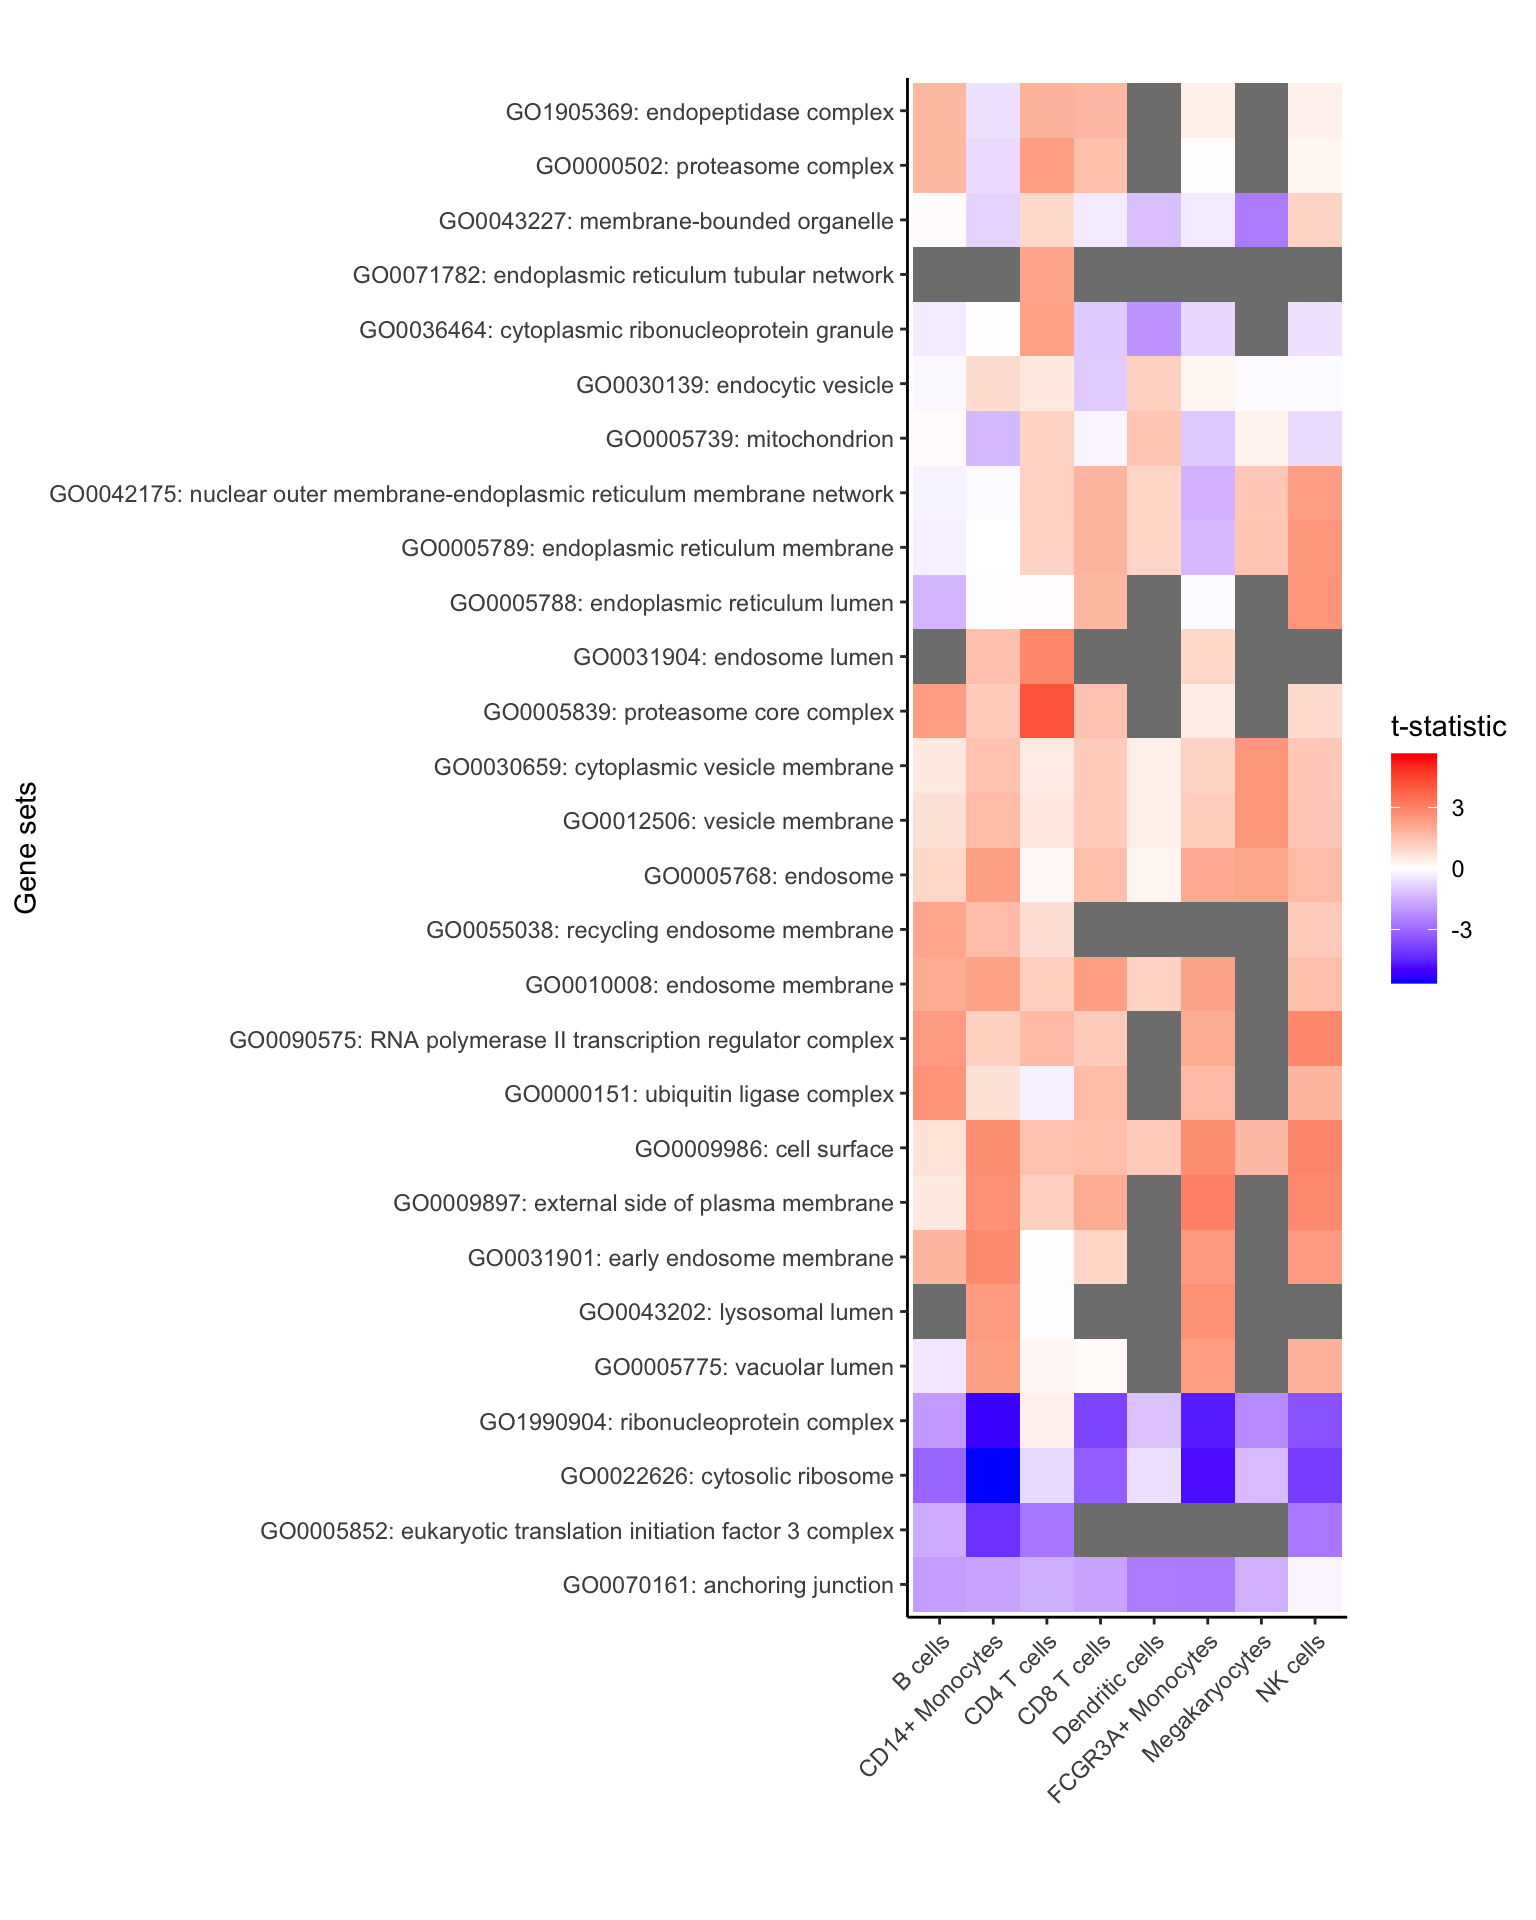 GO1905369: endopeptidase complex
GO0000502: proteasome complex
GO0043227: membrane-bounded organelle
GO0071782: endoplasmic reticulum tubular network
GO0036464: cytoplasmic ribonucleoprotein granule
GO0030139: endocytic vesicle
GO0005739: mitochondrion
GO0042175: nuclear outer membrane-endoplasmic reticulum membrane network
GO0005789: endoplasmic reticulum membrane
GO0005788: endoplasmic reticulum lumen
GO0031904: endosome lumen
GO0005839: proteasome core complex
GO0030659: cytoplasmic vesicle membrane
GO0012506: vesicle membrane
GO0005768: endosome
GO0055038: recycling endosome membrane
GO0010008: endosome membrane
GO0090575: RNA polymerase II transcription regulator complex
GO0000151: ubiquitin ligase complex
GO0009986: cell surface
GO0009897: external side of plasma membrane
GO0031901: early endosome membrane
GO0043202: lysosomal lumen
GO0005775: vacuolar lumen
GO1990904: ribonucleoprotein complex
GO0022626: cytosolic ribosome
GO0005852: eukaryotic translation initiation factor 3 complex
GO0070161: anchoring junction
Gene sets
B cells
CD14+ Monocytes
CD4 T cells
CD8 T cells
Dendritic cells
FCGR3A+ Monocytes
Megakaryocytes
NK cells
t-statistic
3
0
-3